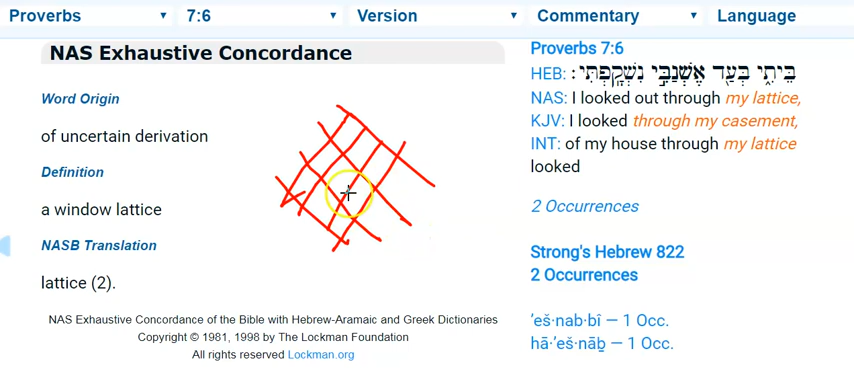 Proverbs 7:6 Version Commentary Language
NAS Exhaustive Concordance
Word Origin
of uncertain derivation
Definition
a window lattice
NASB Translation
lattice (2).
NAS Exhaustive Concordance of the Bible with Hebrew-Aramaic and Greek Dictionaries
Copyright © 1981, 1998 by The Lockman Foundation
All rights reserved Lockman.org
Proverbs 7:6
HEB: בֵּיתִ֑י בְּעַ֖ד אֶשְׁנַבִּ֣י נִשְׁקָֽפְתִּי׃
NAS: I looked out through my lattice,
KJV: I looked through my casement,
INT: of my house through my lattice
looked
2 Occurrences
Strong's Hebrew 822
2 Occurrences
’eš·nab·bî — 1 Occ.
hā·’eš·nāḇ — 1 Occ.